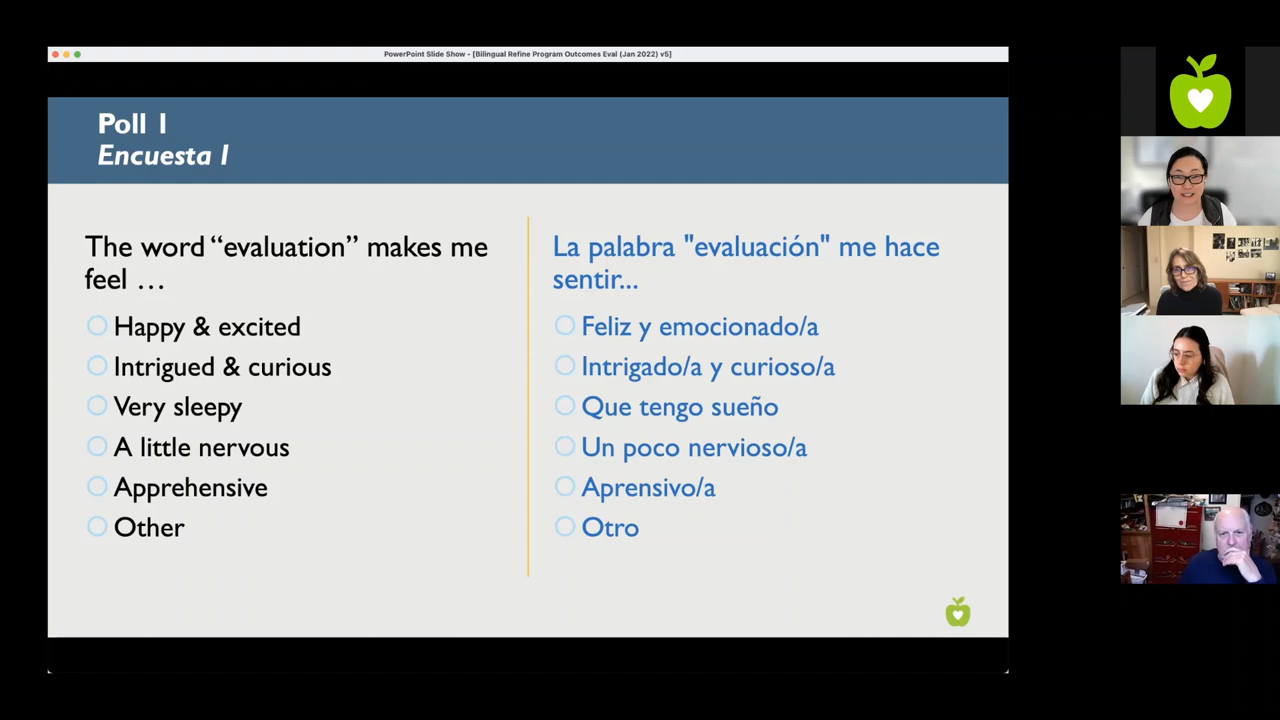 PowerPoint Slide Show - [Bilingual Refine Program Outcomes Eval (Jan 2022) v5]
Poll 1
Encuesta 1
The word “evaluation” makes me
feel …
Happy & excited
Intrigued & curious
Very sleepy
A little nervous
Apprehensive
Other
La palabra "evaluación" me hace
sentir...
Feliz y emocionado/a
Intrigado/a y curioso/a
Que tengo sueño
Un poco nervioso/a
Aprensivo/a
Otro